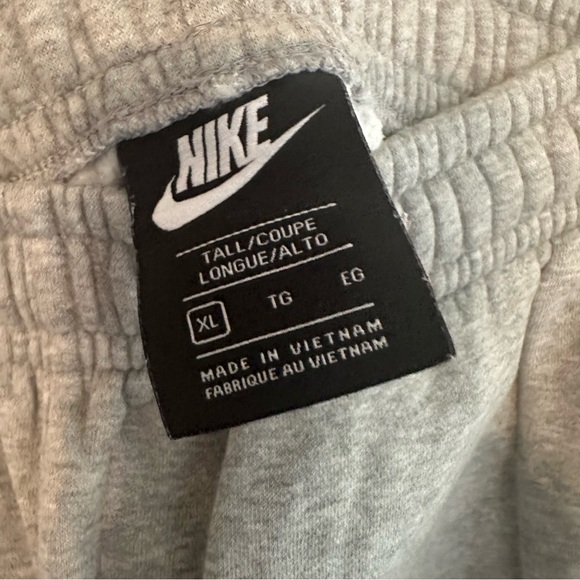 NIKE
TALL/COUPE
LONGUE/ALTO
XL TG EG
MADE IN VIETNAM
FABRIQUE AU VIETNAM